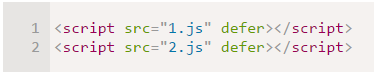 1 <script src="1.js" defer></script>
2 <script src="2.js" defer></script>